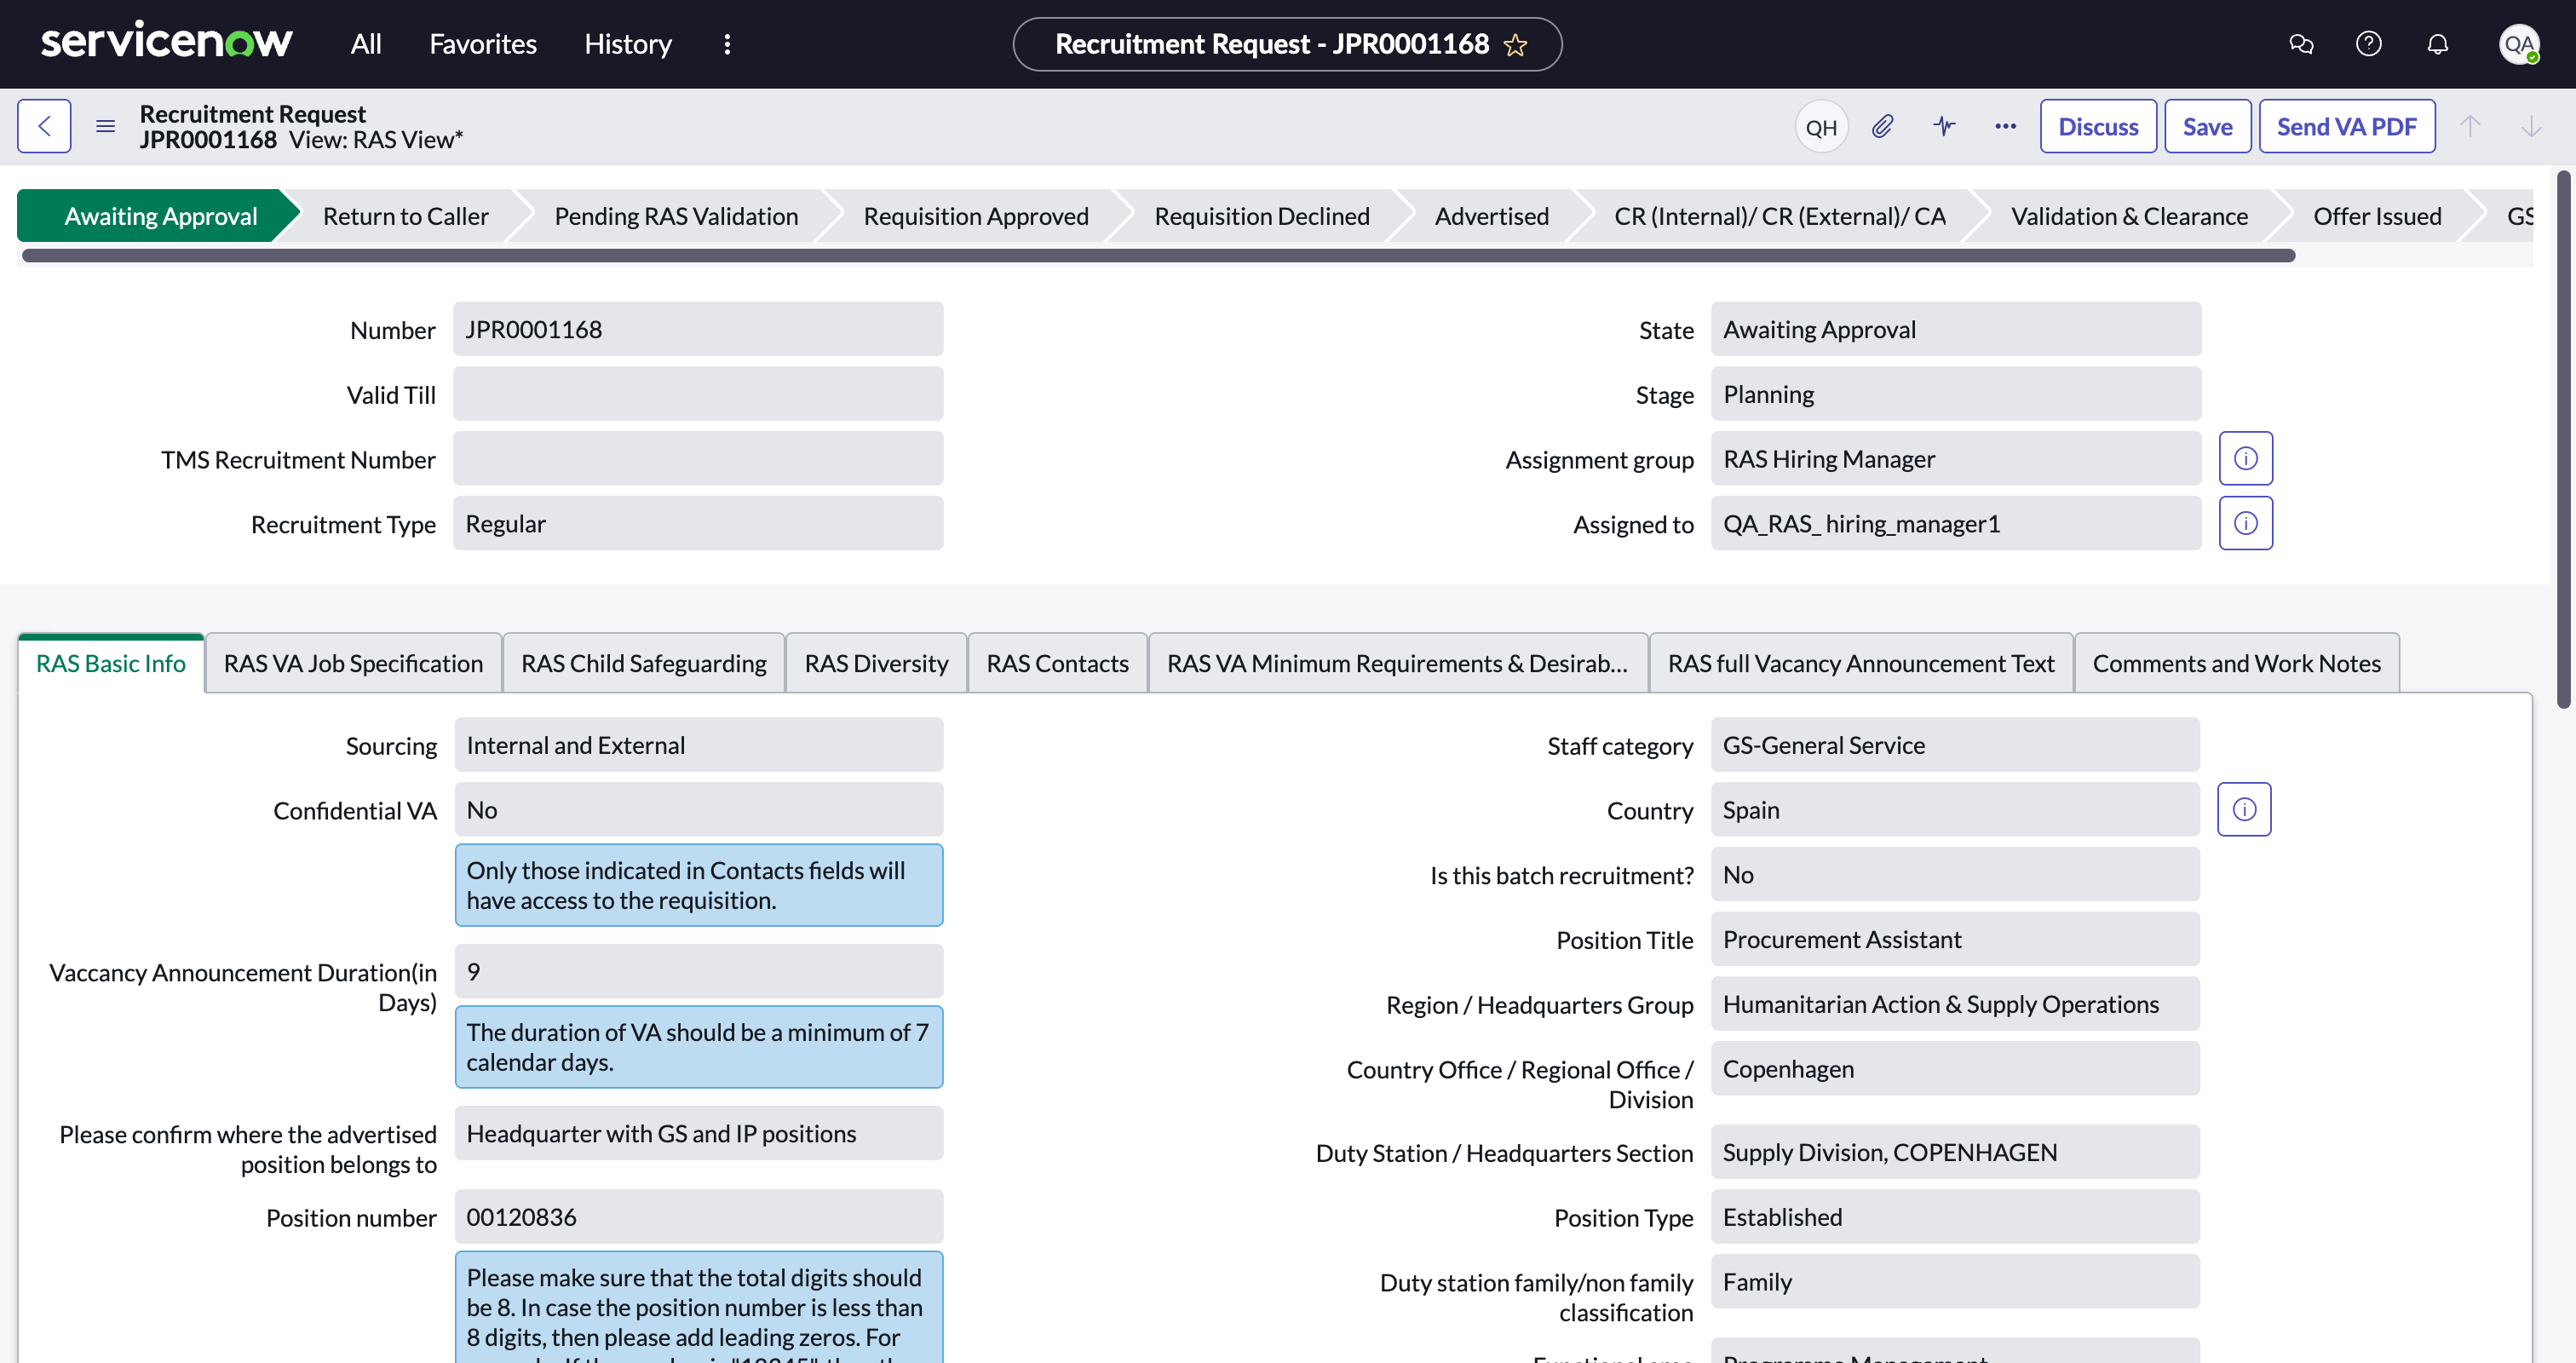 servicenow
All
Favorites
History
Recruitment Request - JPR0001168
QA
Recruitment Request
JPR0001168 View: RAS View*
QH
Discuss
Save
Send VA PDF
Awaiting Approval
Return to Caller
Pending RAS Validation
Requisition Approved
Requisition Declined
Advertised
CR (Internal)/ CR (External)/ CA
Validation & Clearance
Offer Issued
GS
Number
JPR0001168
Valid Till
TMS Recruitment Number
Recruitment Type
Regular
State
Awaiting Approval
Stage
Planning
Assignment group
RAS Hiring Manager
Assigned to
QA_RAS_ hiring_manager1
RAS Basic Info
RAS VA Job Specification
RAS Child Safeguarding
RAS Diversity
RAS Contacts
RAS VA Minimum Requirements & Desirab...
RAS full Vacancy Announcement Text
Comments and Work Notes
Sourcing
Internal and External
Confidential VA
No
Only those indicated in Contacts fields will
have access to the requisition.
Vaccancy Announcement Duration(in
Days)
9
The duration of VA should be a minimum of 7
calendar days.
Please confirm where the advertised
position belongs to
Headquarter with GS and IP positions
Position number
00120836
Please make sure that the total digits should
be 8. In case the position number is less than
8 digits, then please add leading zeros. For
Staff category
GS-General Service
Country
Spain
Is this batch recruitment?
No
Position Title
Procurement Assistant
Region / Headquarters Group
Humanitarian Action & Supply Operations
Country Office / Regional Office /
Division
Copenhagen
Duty Station / Headquarters Section
Supply Division, COPENHAGEN
Position Type
Established
Duty station family/non family
classification
Family
Programme Management